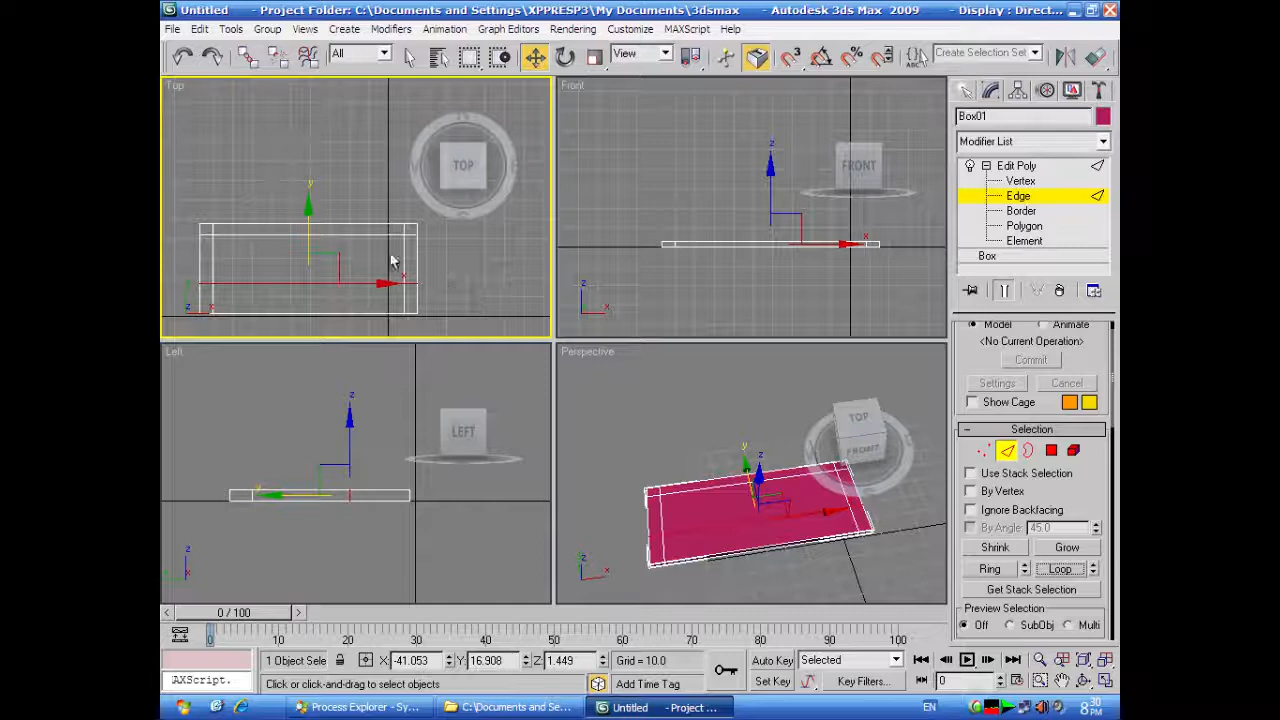 Untitled - Project Folder: C:\Documents and Settings\XPPRESP3\My Documents\3dsmax - Autodesk 3ds Max 2009 - Display : Direct...
File Edit Tools Group Views Create Modifiers Animation Graph Editors Rendering Customize MAXScript Help
All View 3 Create Selection Set
Top Front
TOP FRONT
Box01
Modifier List
Edit Poly
Vertex
Edge
Border
Polygon
Element
Box
Model Animate
<No Current Operation>
Commit
Settings Cancel
Show Cage
Left Perspective
LEFT TOP
FRONT
Selection
Use Stack Selection
By Vertex
Ignore Backfacing
By Angle: 45.0
Shrink Grow
Ring Loop
Get Stack Selection
Preview Selection
Off SubObj Multi
0 / 100
0 10 20 30 40 50 60 70 80 90 100
1 Object Sele X: -41.053 Y: 16.908 Z: 1.449 Grid = 10.0 Auto Key Selected
AXScript. Click or click-and-drag to select objects Add Time Tag Set Key Key Filters... 0
Process Explorer - Sy... C:\Documents and Se... Untitled - Project ... EN 8:30 PM